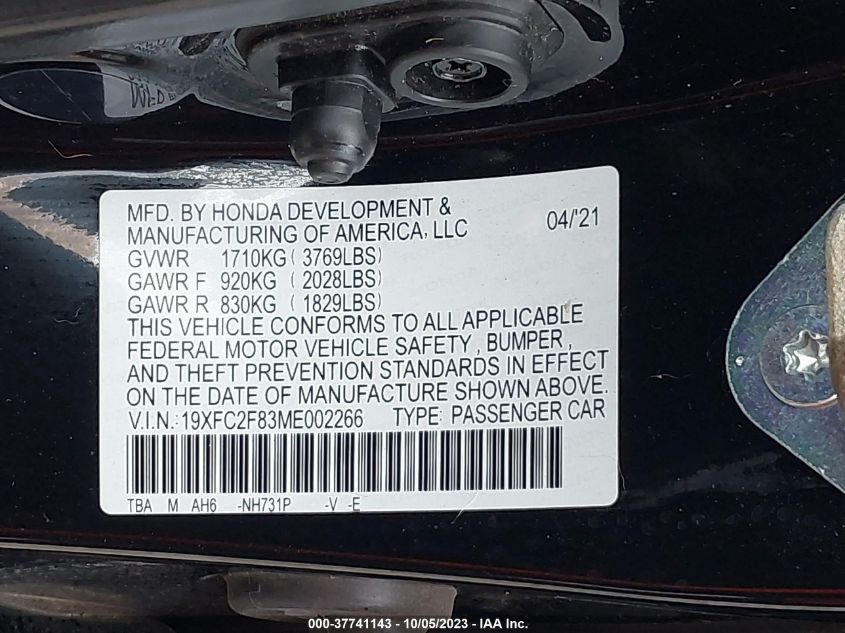 MFD. BY HONDA DEVELOPMENT &
MANUFACTURING OF AMERICA, LLC 04/'21
GVWR 1710KG ( 3769LBS)
GAWR F 920KG ( 2028LBS)
GAWR R 830KG ( 1829LBS)
THIS VEHICLE CONFORMS TO ALL APPLICABLE
FEDERAL MOTOR VEHICLE SAFETY , BUMPER ,
AND THEFT PREVENTION STANDARDS IN EFFECT
ON THE DATE OF MANUFACTURE SHOWN ABOVE.
V.I.N.: 19XFC2F83ME002266 TYPE: PASSENGER CAR
TBA M AH6 -NH731P -V -E
000-37741143 - 10/05/2023 - IAA Inc.